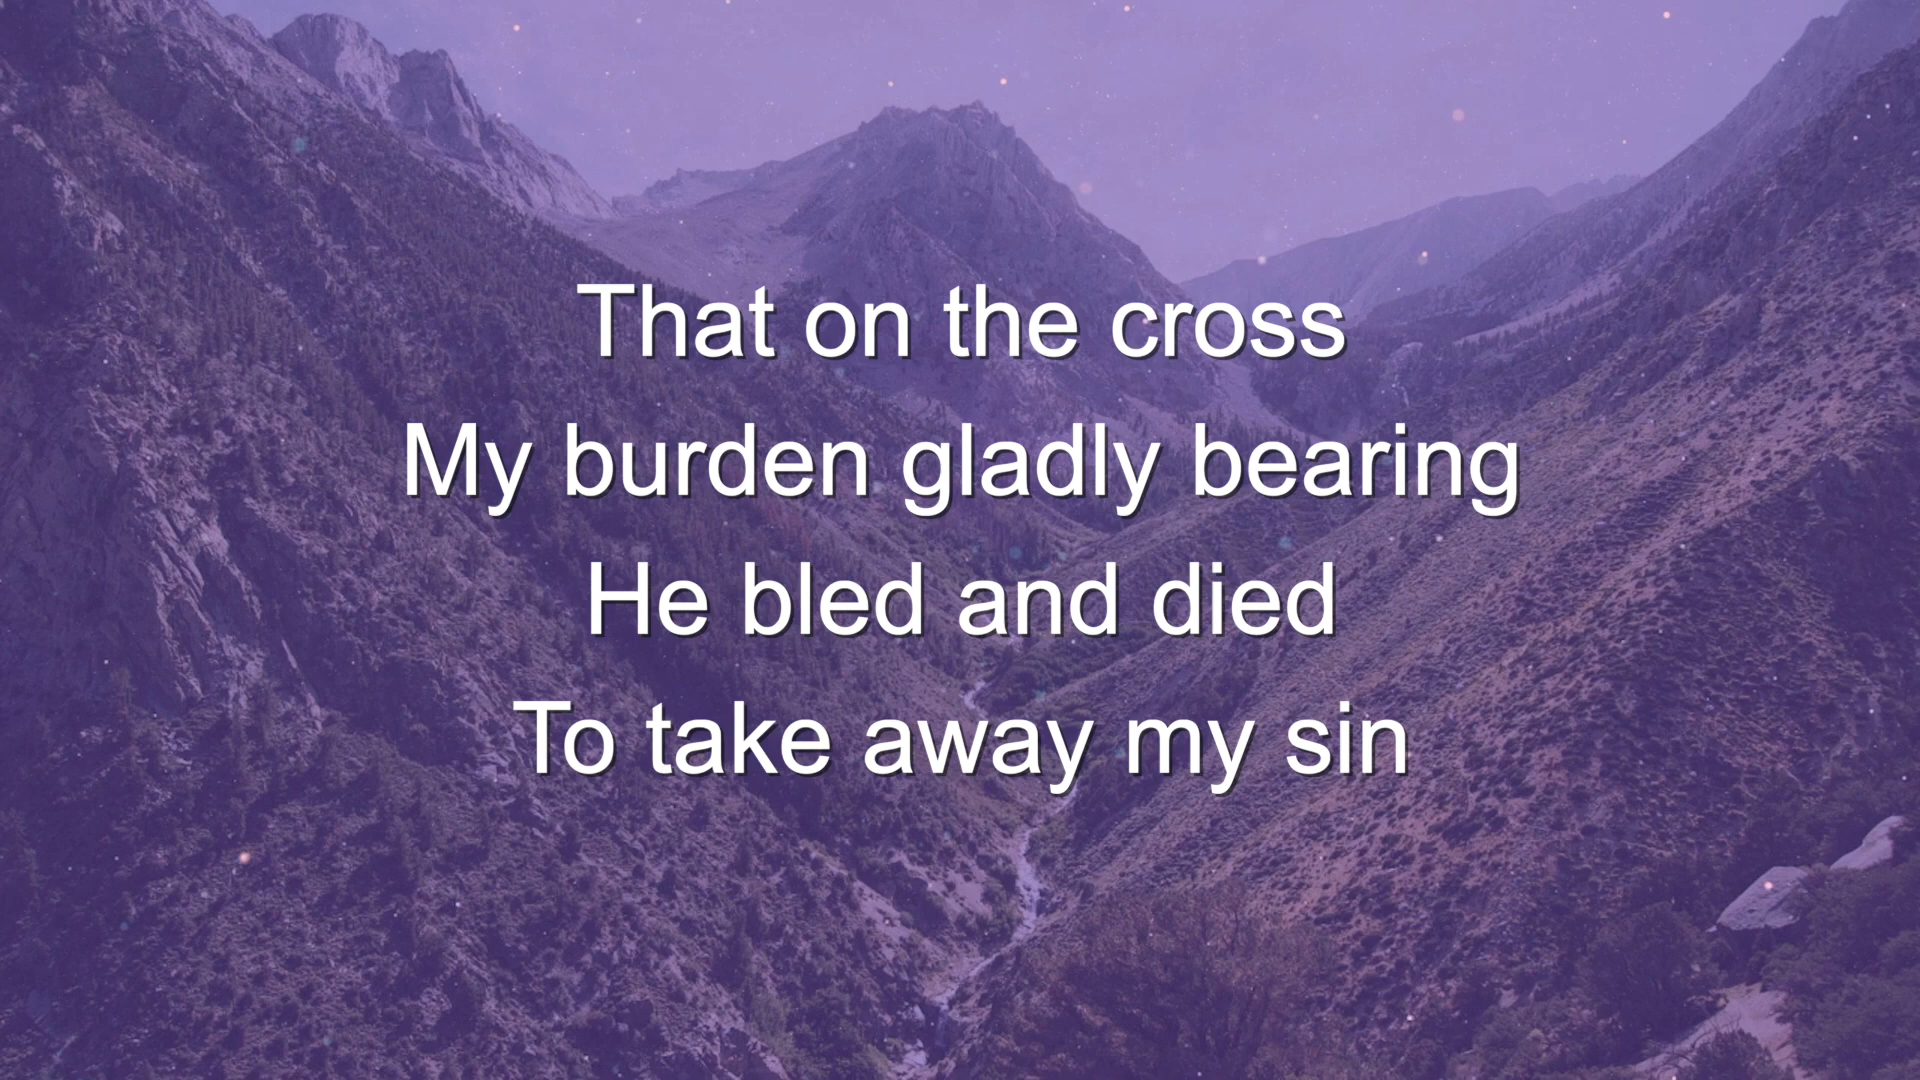 That on the cross
My burden gladly bearing
He bled and died
To take away my sin